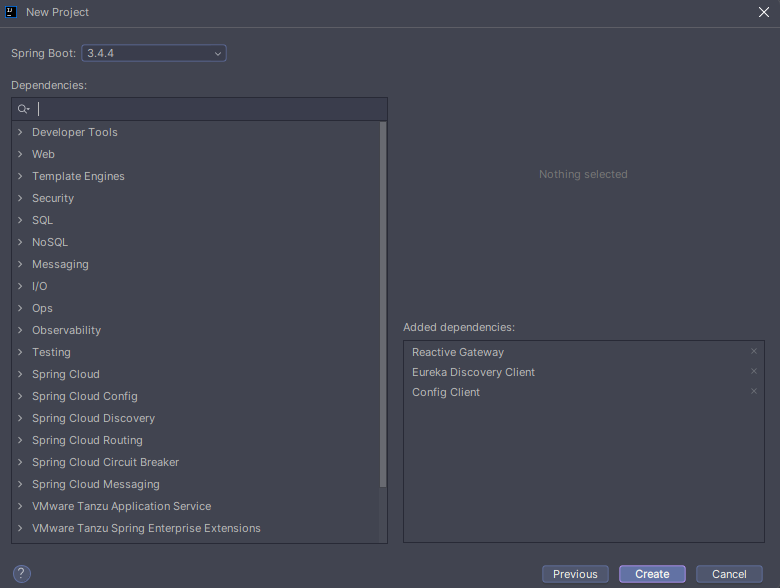 New Project
Spring Boot: 3.4.4
Dependencies:
Developer Tools
Web
Template Engines
Security
SQL
NoSQL
Messaging
I/O
Ops
Observability
Testing
Spring Cloud
Spring Cloud Config
Spring Cloud Discovery
Spring Cloud Routing
Spring Cloud Circuit Breaker
Spring Cloud Messaging
VMware Tanzu Application Service
VMware Tanzu Spring Enterprise Extensions
Nothing selected
Added dependencies:
Reactive Gateway
Eureka Discovery Client
Config Client
? Previous Create Cancel